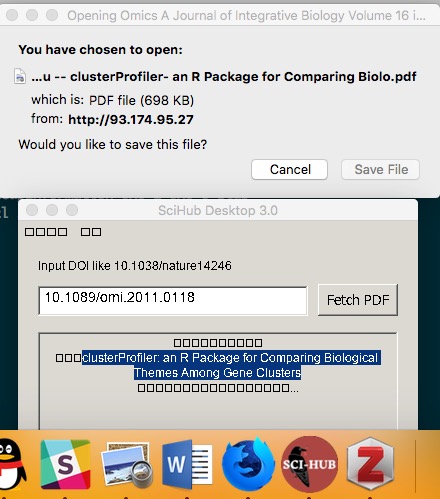 Opening Omics A Journal of Integrative Biology Volume 16 i...
You have chosen to open:
...u -- clusterProfiler- an R Package for Comparing Biolo.pdf
which is: PDF file (698 KB)
from: http://93.174.95.27
Would you like to save this file?
Cancel
Save File
SciHub Desktop 3.0
Input DOI like 10.1038/nature14246
10.1089/omi.2011.0118
Fetch PDF
clusterProfiler: an R Package for Comparing Biological
Themes Among Gene Clusters
...
S
W
SCI-HUB
Z